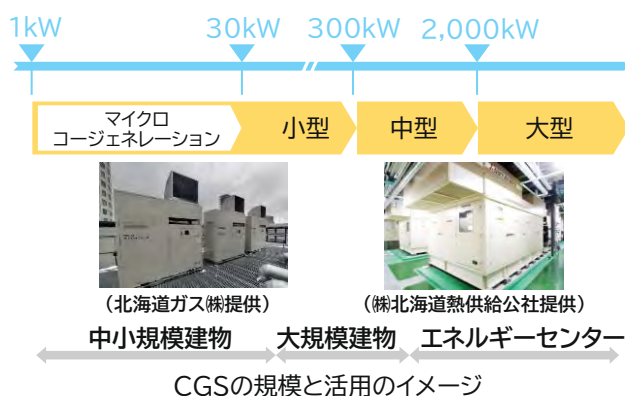 1kW 30kW 300kW 2,000kW
マイクロ
コージェネレーション
小型 中型 大型
(北海道ガス㈱提供) (㈱北海道熱供給公社提供)
中小規模建物 大規模建物 エネルギーセンター
CGSの規模と活用のイメージ